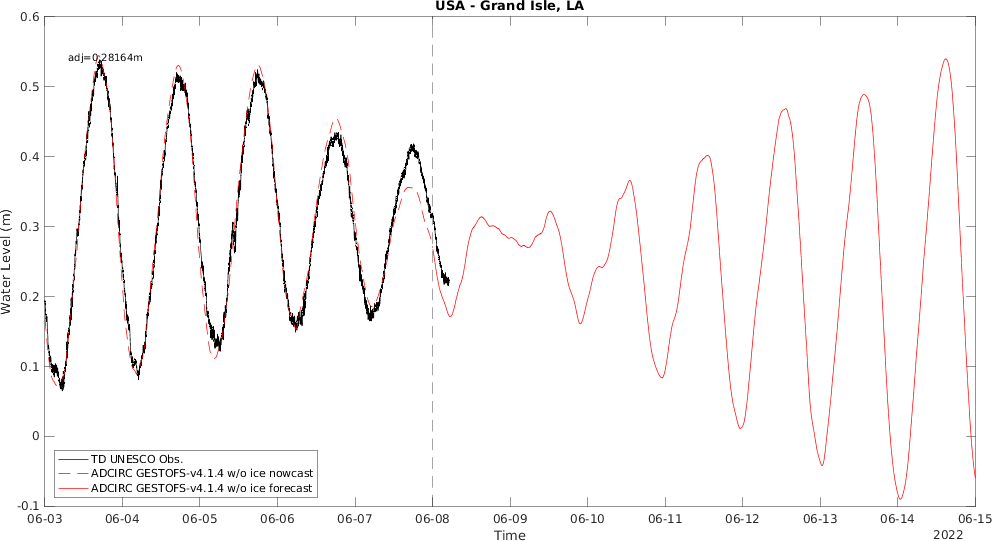 USA - Grand Isle, LA
0.6
adj=0.28164m
0.5
0.4
0.3
0.2
0.1
0
-0.1
Water Level (m)
TD UNESCO Obs.
ADCIRC GESTOFS-v4.1.4 w/o ice nowcast
ADCIRC GESTOFS-v4.1.4 w/o ice forecast
06-03 06-04 06-05 06-06 06-07 06-08 06-09 06-10 06-11 06-12 06-13 06-14 06-15
Time
2022